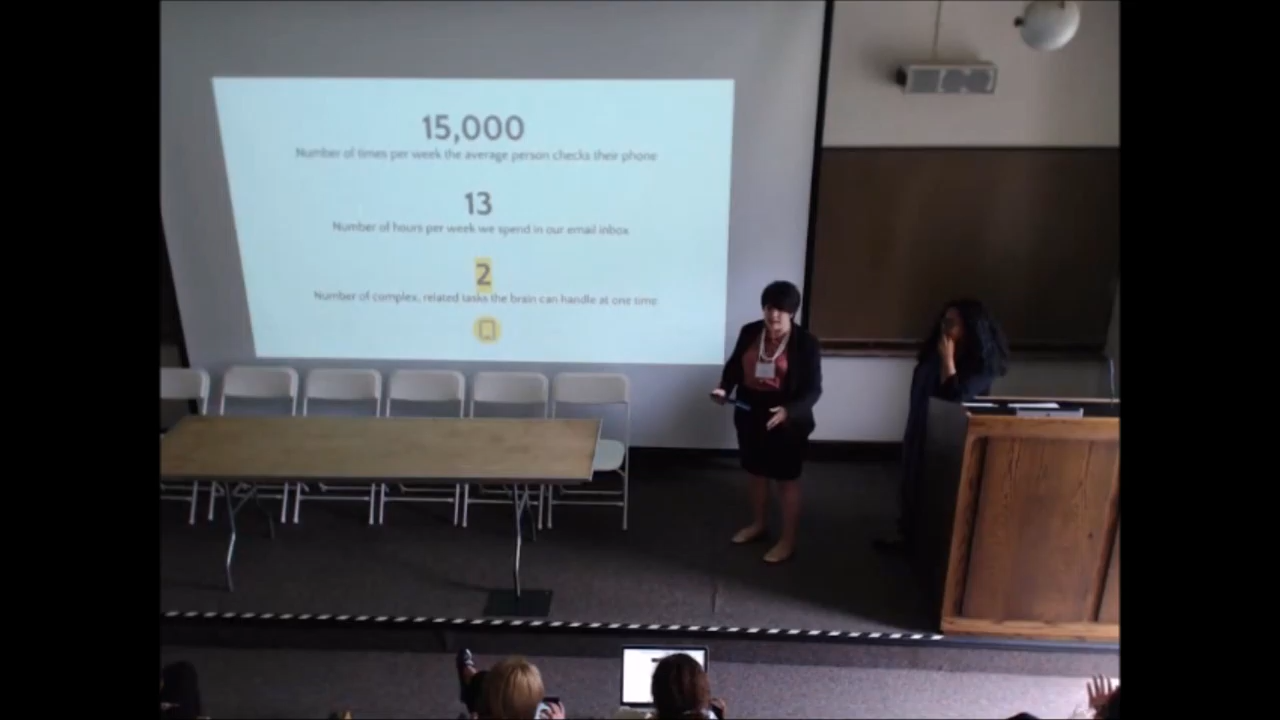 15,000
Number of times per week the average person checks their phone
13
Number of hours per week we spend in our email inbox
2
Number of complex, related tasks the brain can handle at one time